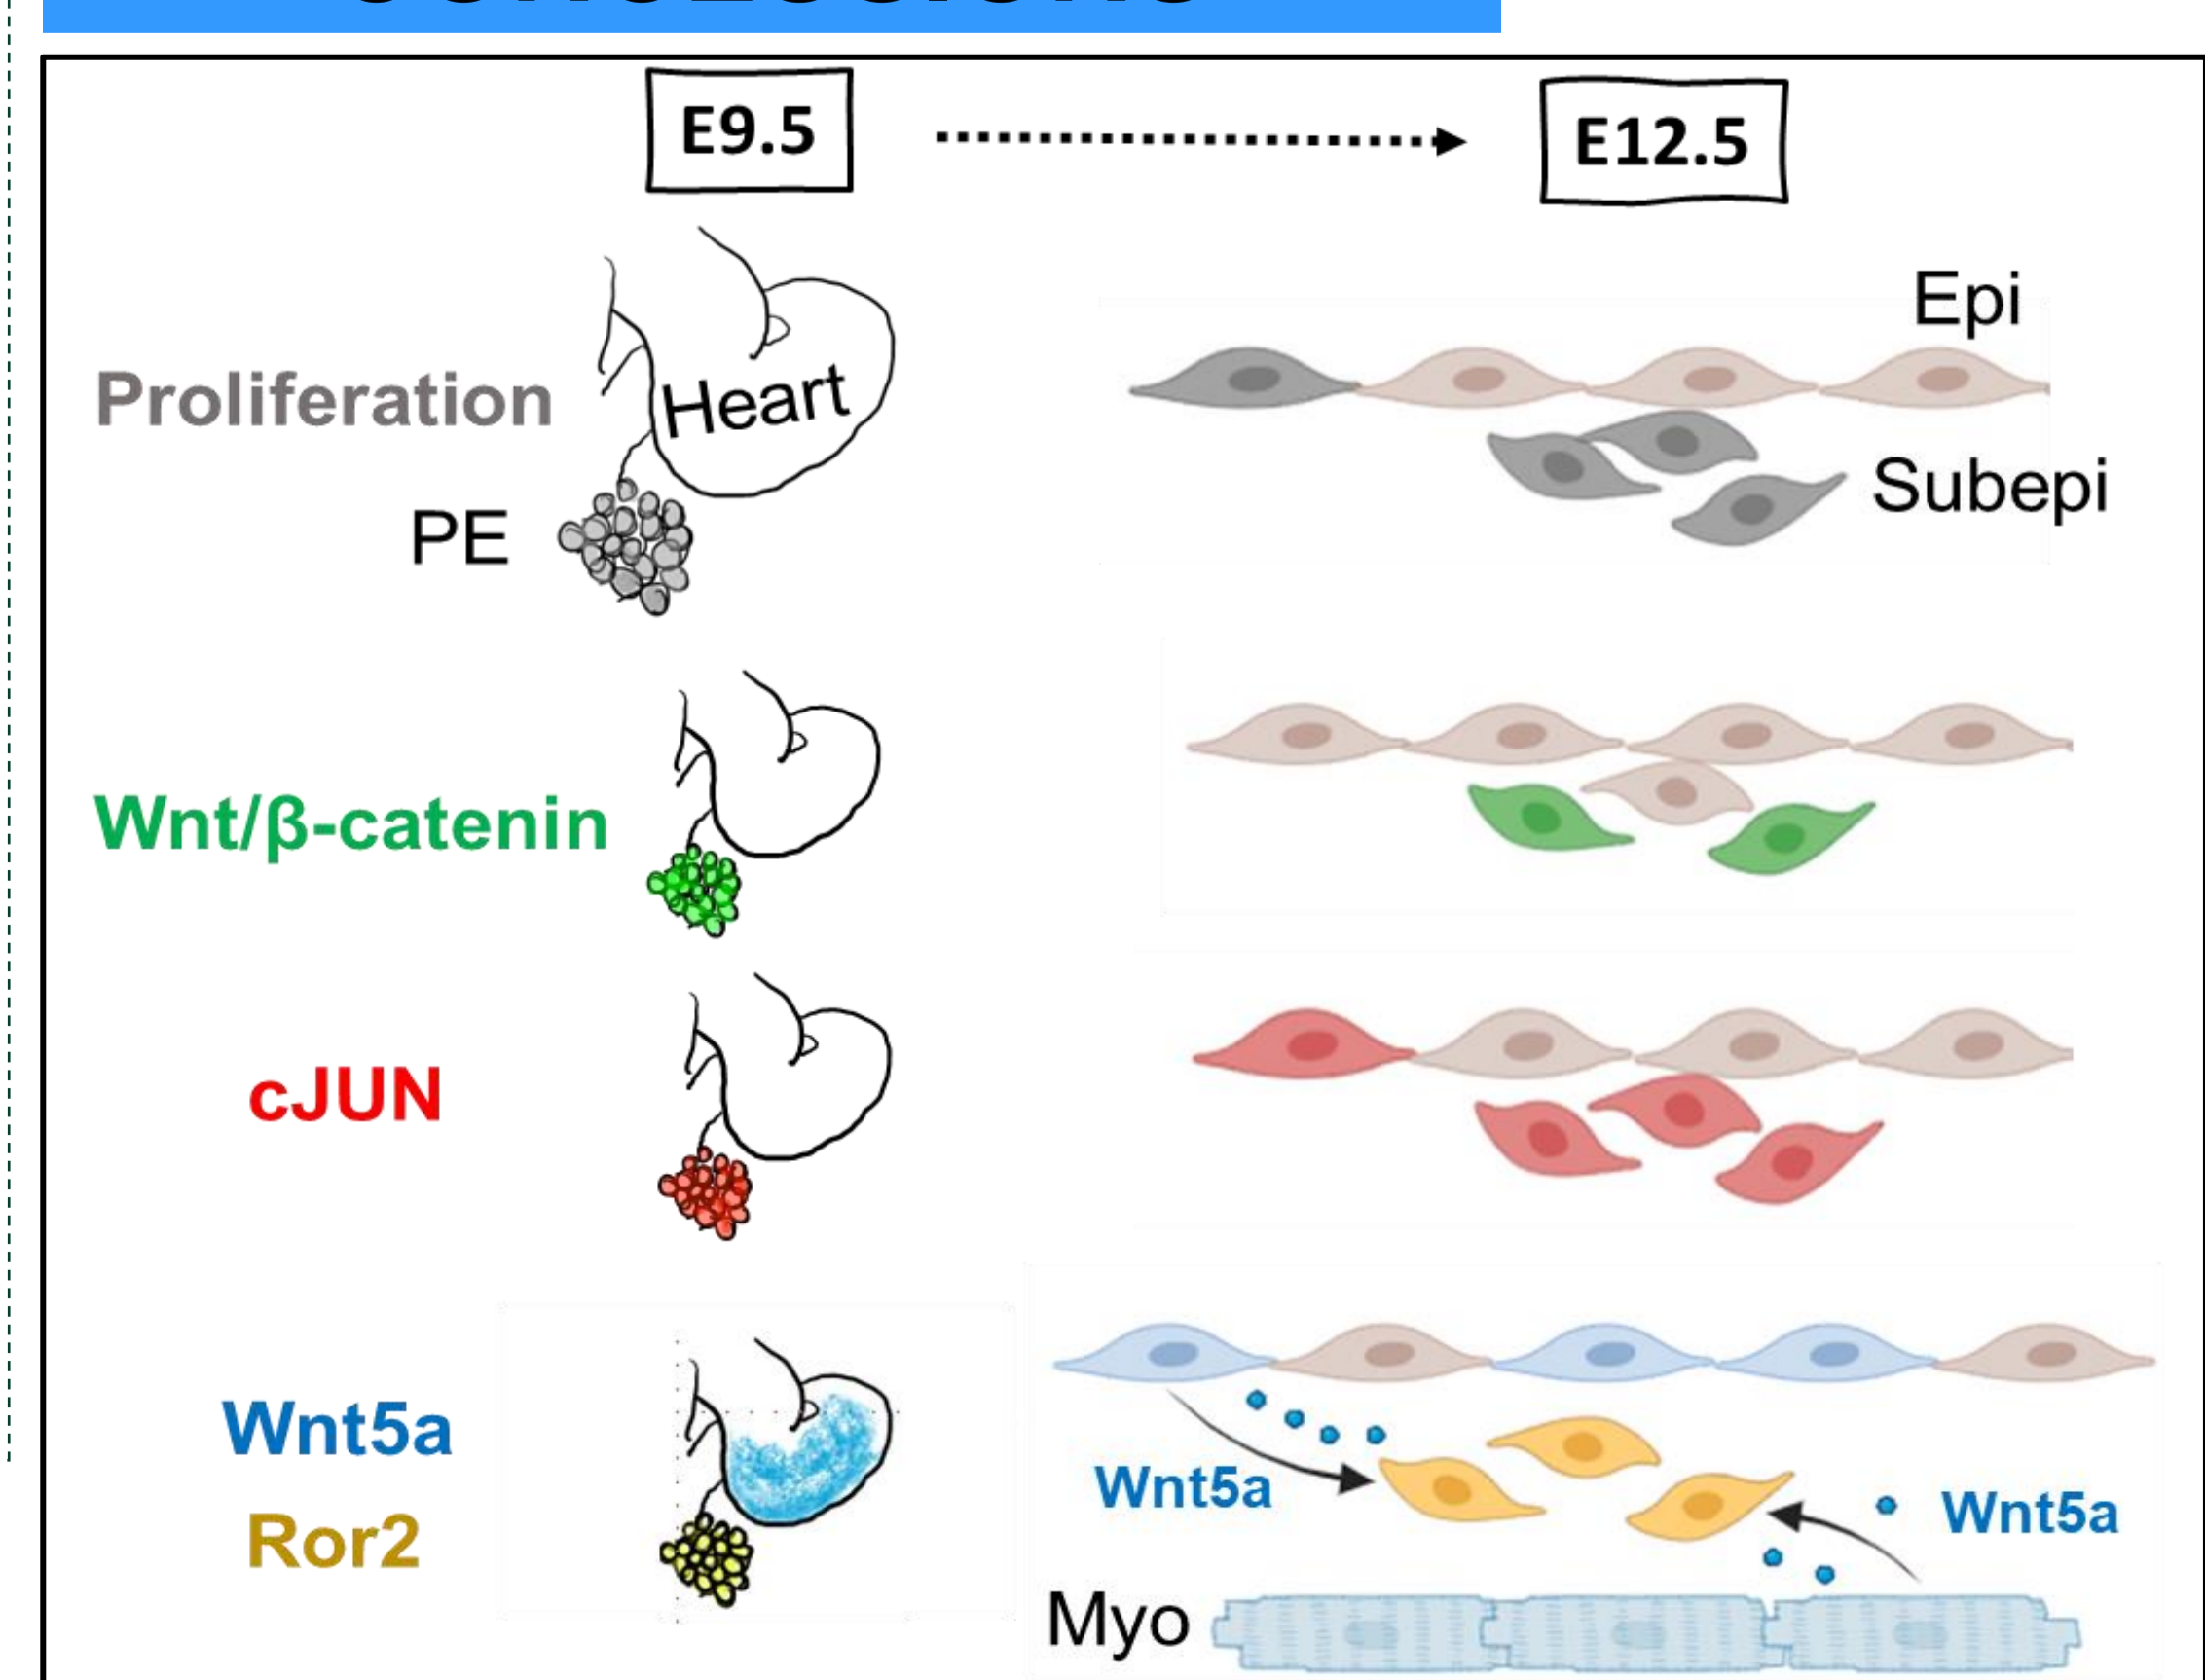 E9.5
E12.5
Epi
Proliferation
Heart
Subepi
PE
Wnt/β-catenin
cJUN
Wnt5a
Ror2
Wnt5a
Wnt5a
Myo